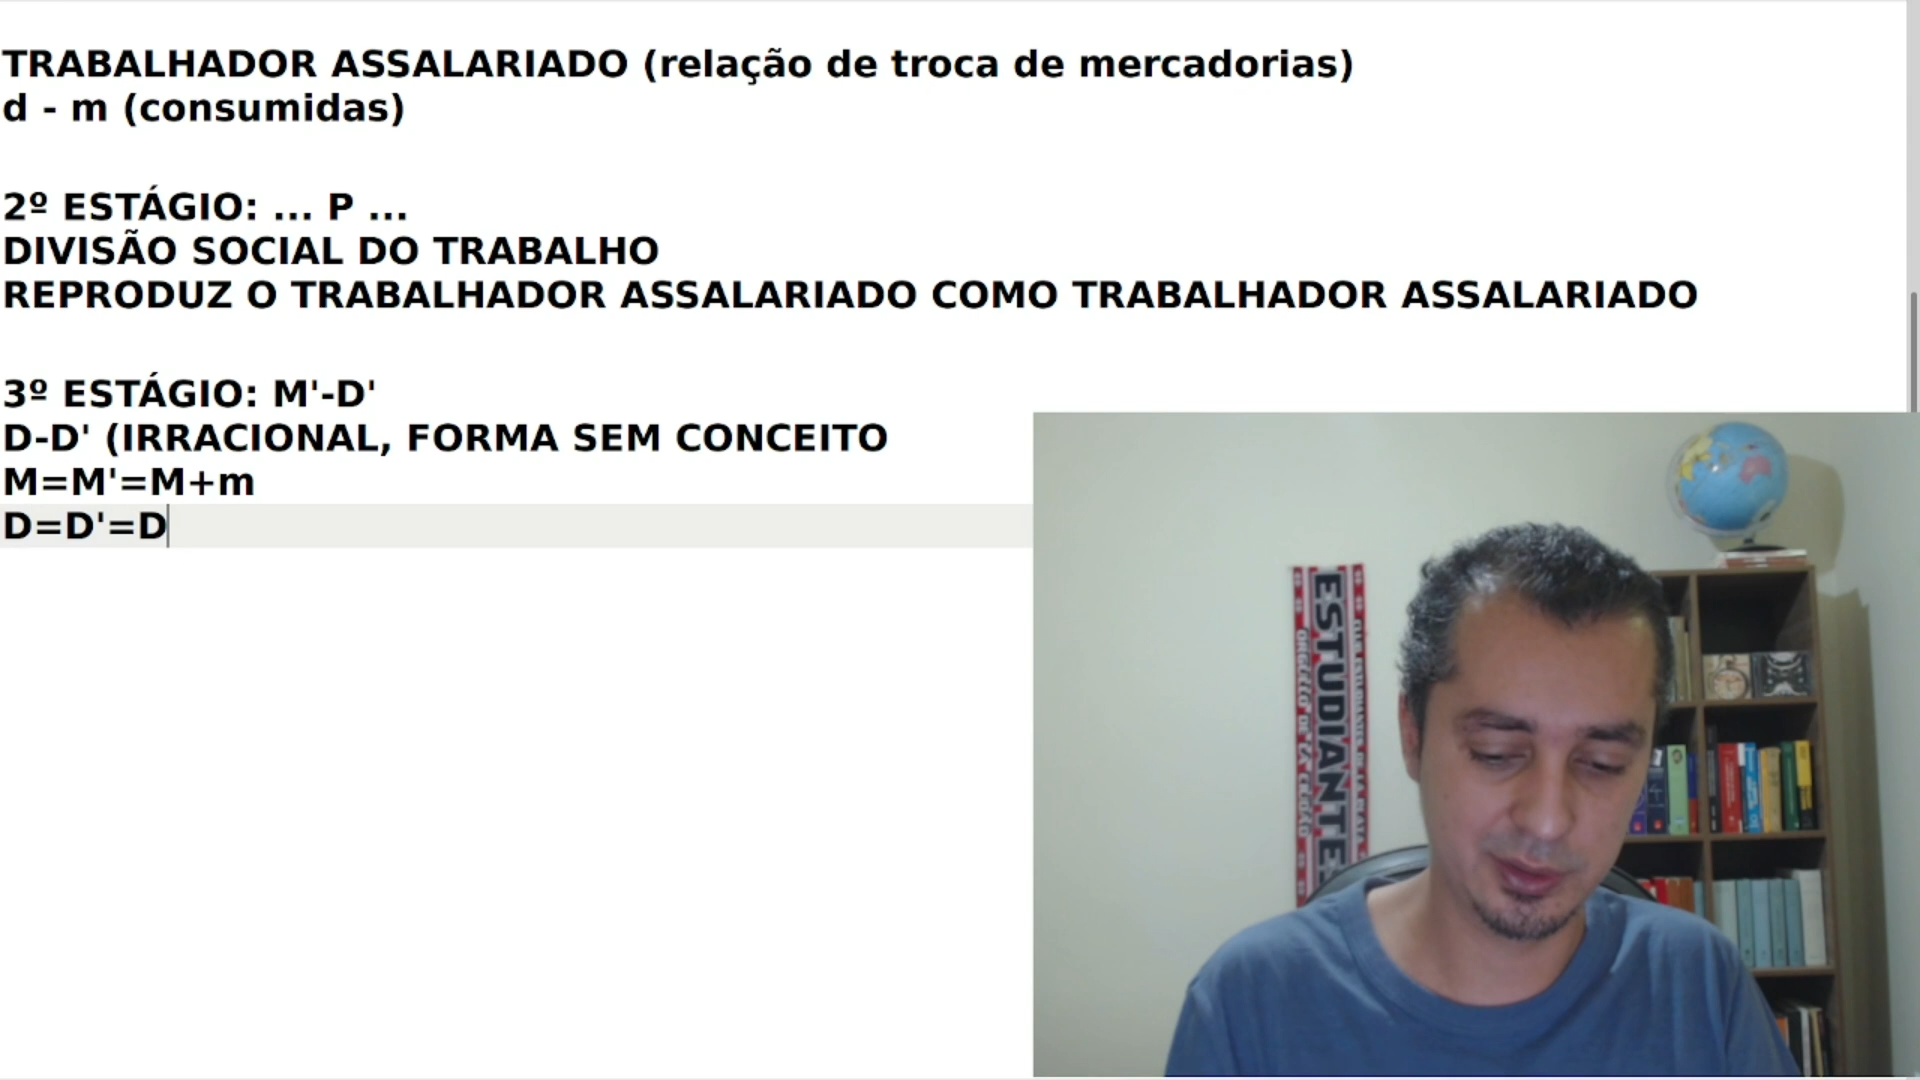 TRABALHADOR ASSALARIADO (relação de troca de mercadorias)
d - m (consumidas)
2º ESTÁGIO: ... P ...
DIVISÃO SOCIAL DO TRABALHO
REPRODUZ O TRABALHADOR ASSALARIADO COMO TRABALHADOR ASSALARIADO
3º ESTÁGIO: M'-D'
D-D' (IRRACIONAL, FORMA SEM CONCEITO
M=M'=M+m
D=D'=D
ESTUDIANTE